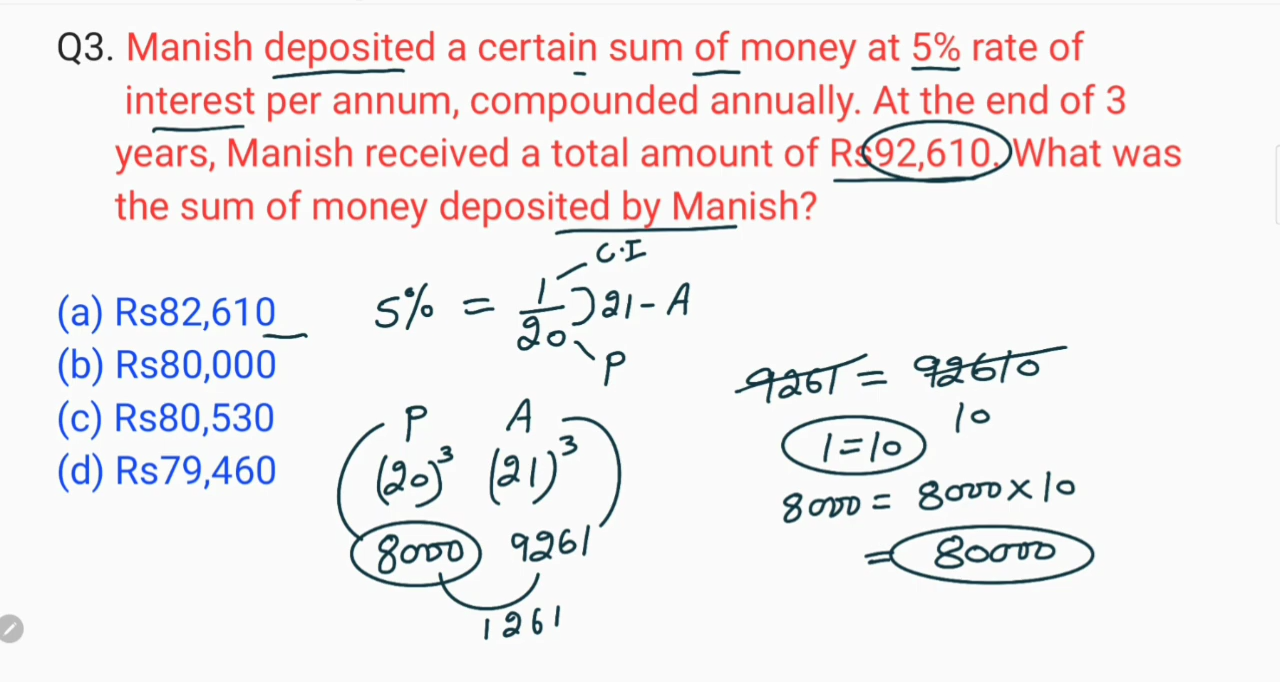 Q3. Manish deposited a certain sum of money at 5% rate of
interest per annum, compounded annually. At the end of 3
years, Manish received a total amount of Rs92,610. What was
the sum of money deposited by Manish?
C.I
(a) Rs82,610
5% = 1/20 21 - A
P
(b) Rs80,000
(c) Rs80,530
(d) Rs79,460
P A
(20)³ (21)³
8000 9261
1261
9261 = 92610
10
1 = 10
8000 = 8000 × 10
= 80000